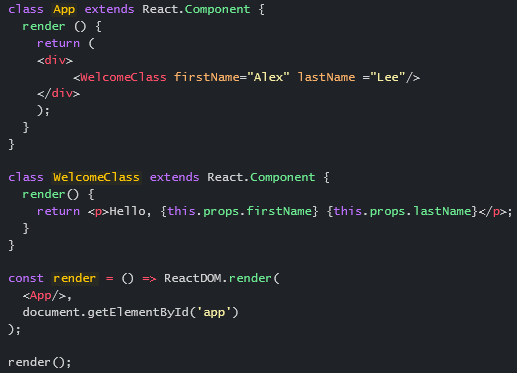 class App extends React.Component {
  render () {
    return (
    <div>
         <WelcomeClass firstName="Alex" lastName ="Lee"/>
    </div>
    );
  }
}

class WelcomeClass extends React.Component {
  render() {
    return <p>Hello, {this.props.firstName} {this.props.lastName}</p>;
  }
}

const render = () => ReactDOM.render(
  <App/>,
  document.getElementById('app')
);

render();